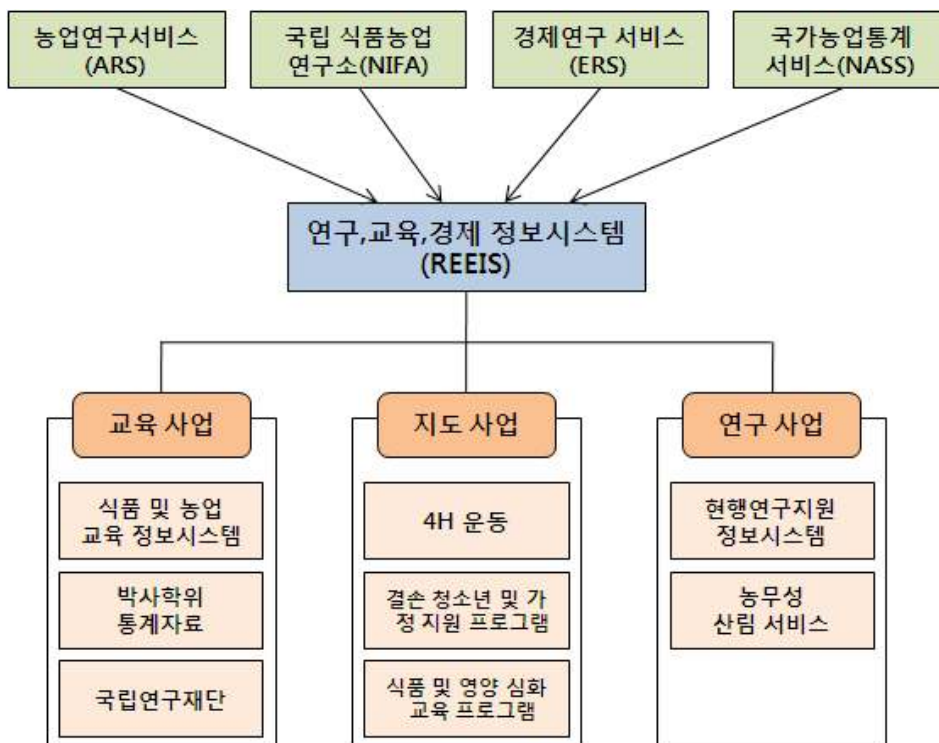 농업연구서비스
(ARS)
국립 식품농업
연구소(NIFA)
경제연구 서비스
(ERS)
국가농업통계
서비스(NASS)
연구,교육,경제 정보시스템
(REEIS)
교육 사업
식품 및 농업
교육 정보시스템
박사학위
통계자료
국립연구재단
지도 사업
4H 운동
결손 청소년 및 가
정 지원 프로그램
식품 및 영양 심화
교육 프로그램
연구 사업
현행연구지원
정보시스템
농무성
산림 서비스